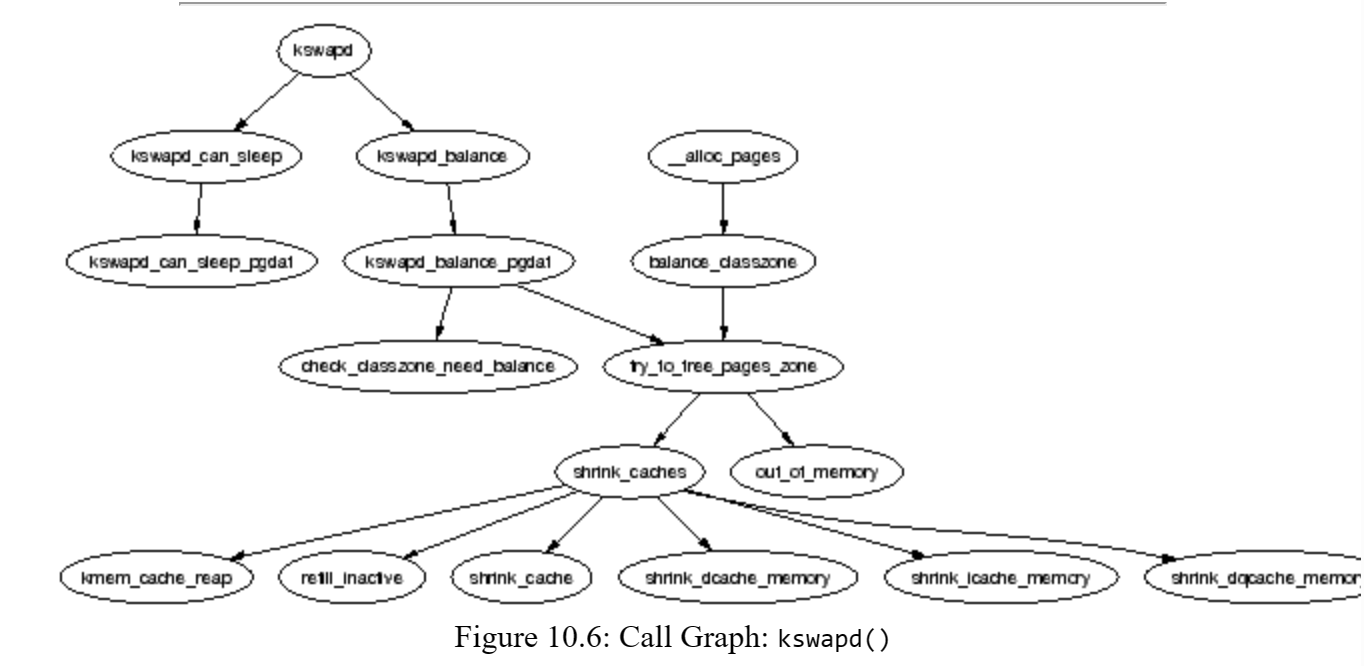 kswapd
kswapd_can_sleep kswapd_balance __alloc_pages
kswapd_can_sleep_pgdat kswapd_balance_pgdat balance_classzone
check_classzone_need_balance try_to_free_pages_zone
shrink_caches out_of_memory
kmem_cache_reap refill_inactive shrink_cache shrink_dcache_memory shrink_icache_memory shrink_dqcache_memor
Figure 10.6: Call Graph: kswapd()